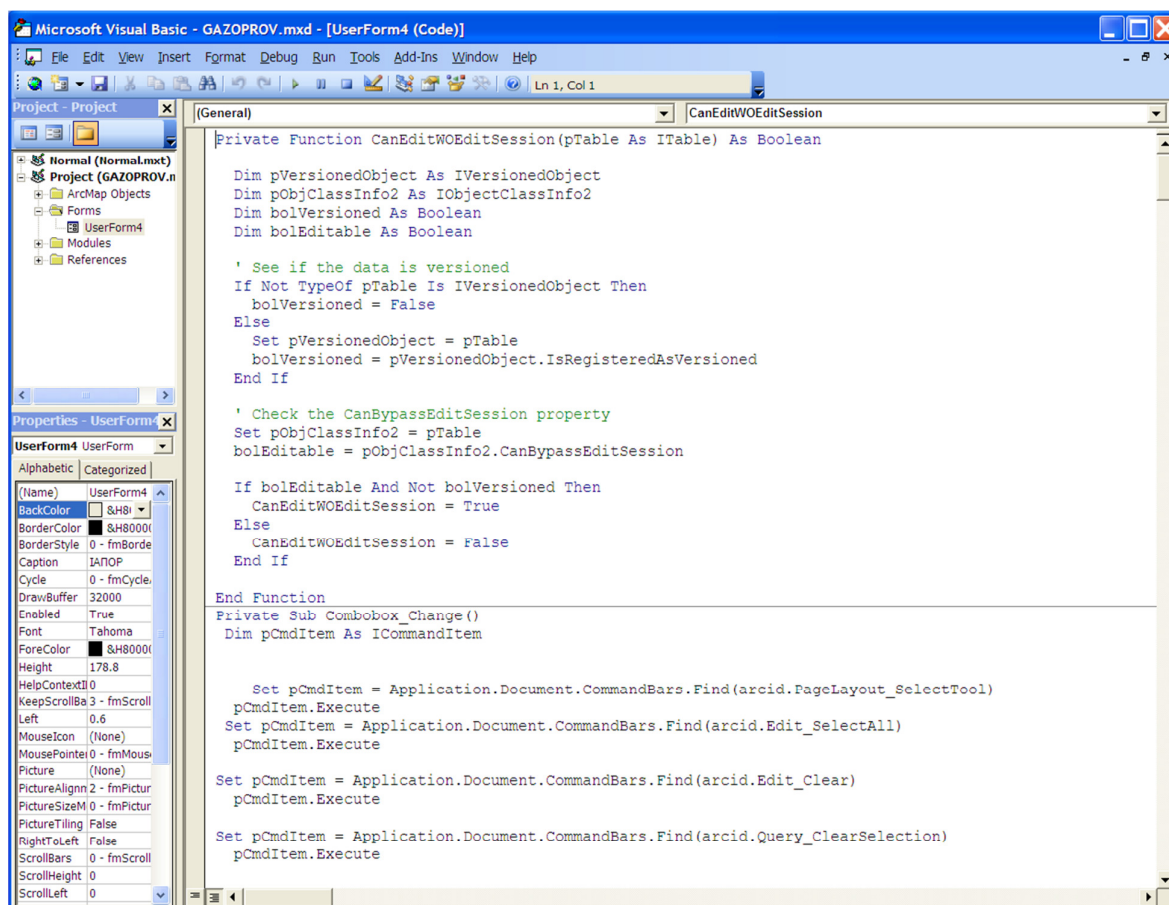 Microsoft Visual Basic - GAZOPROV.mxd - [UserForm4 (Code)]
File Edit View Insert Format Debug Run Tools Add-Ins Window Help
Ln 1, Col 1
Project - Project
Normal (Normal.mxt)
Project (GAZOPROV.m
ArcMap Objects
Forms
UserForm4
Modules
References
Properties - UserForm4
UserForm4 UserForm
Alphabetic Categorized
(Name) UserForm4
BackColor &H8(
BorderColor &H8000(
BorderStyle 0 - fmBorde
Caption ІАПОР
Cycle 0 - fmCycle
DrawBuffer 32000
Enabled True
Font Tahoma
ForeColor &H8000(
Height 178.8
HelpContextI 0
KeepScrollBa 3 - fmScroll
Left 0.6
MouseIcon (None)
MousePointe 0 - fmMous
Picture (None)
PictureAlignn 2 - fmPictur
PictureSizeM 0 - fmPictur
PictureTiling False
RightToLeft False
ScrollBars 0 - fmScroll
ScrollHeight 0
ScrollLeft 0
(General) CanEditWOEditSession
Private Function CanEditWOEditSession(pTable As ITable) As Boolean
Dim pVersionedObject As IVersionedObject
Dim pObjClassInfo2 As IObjectClassInfo2
Dim bolVersioned As Boolean
Dim bolEditable As Boolean
' See if the data is versioned
If Not TypeOf pTable Is IVersionedObject Then
bolVersioned = False
Else
Set pVersionedObject = pTable
bolVersioned = pVersionedObject.IsRegisteredAsVersioned
End If
' Check the CanBypassEditSession property
Set pObjClassInfo2 = pTable
bolEditable = pObjClassInfo2.CanBypassEditSession
If bolEditable And Not bolVersioned Then
CanEditWOEditSession = True
Else
CanEditWOEditSession = False
End If
End Function
Private Sub Combobox_Change()
Dim pCmdItem As ICommandItem
Set pCmdItem = Application.Document.CommandBars.Find(arcid.PageLayout_SelectTool)
pCmdItem.Execute
Set pCmdItem = Application.Document.CommandBars.Find(arcid.Edit_SelectAll)
pCmdItem.Execute
Set pCmdItem = Application.Document.CommandBars.Find(arcid.Edit_Clear)
pCmdItem.Execute
Set pCmdItem = Application.Document.CommandBars.Find(arcid.Query_ClearSelection)
pCmdItem.Execute